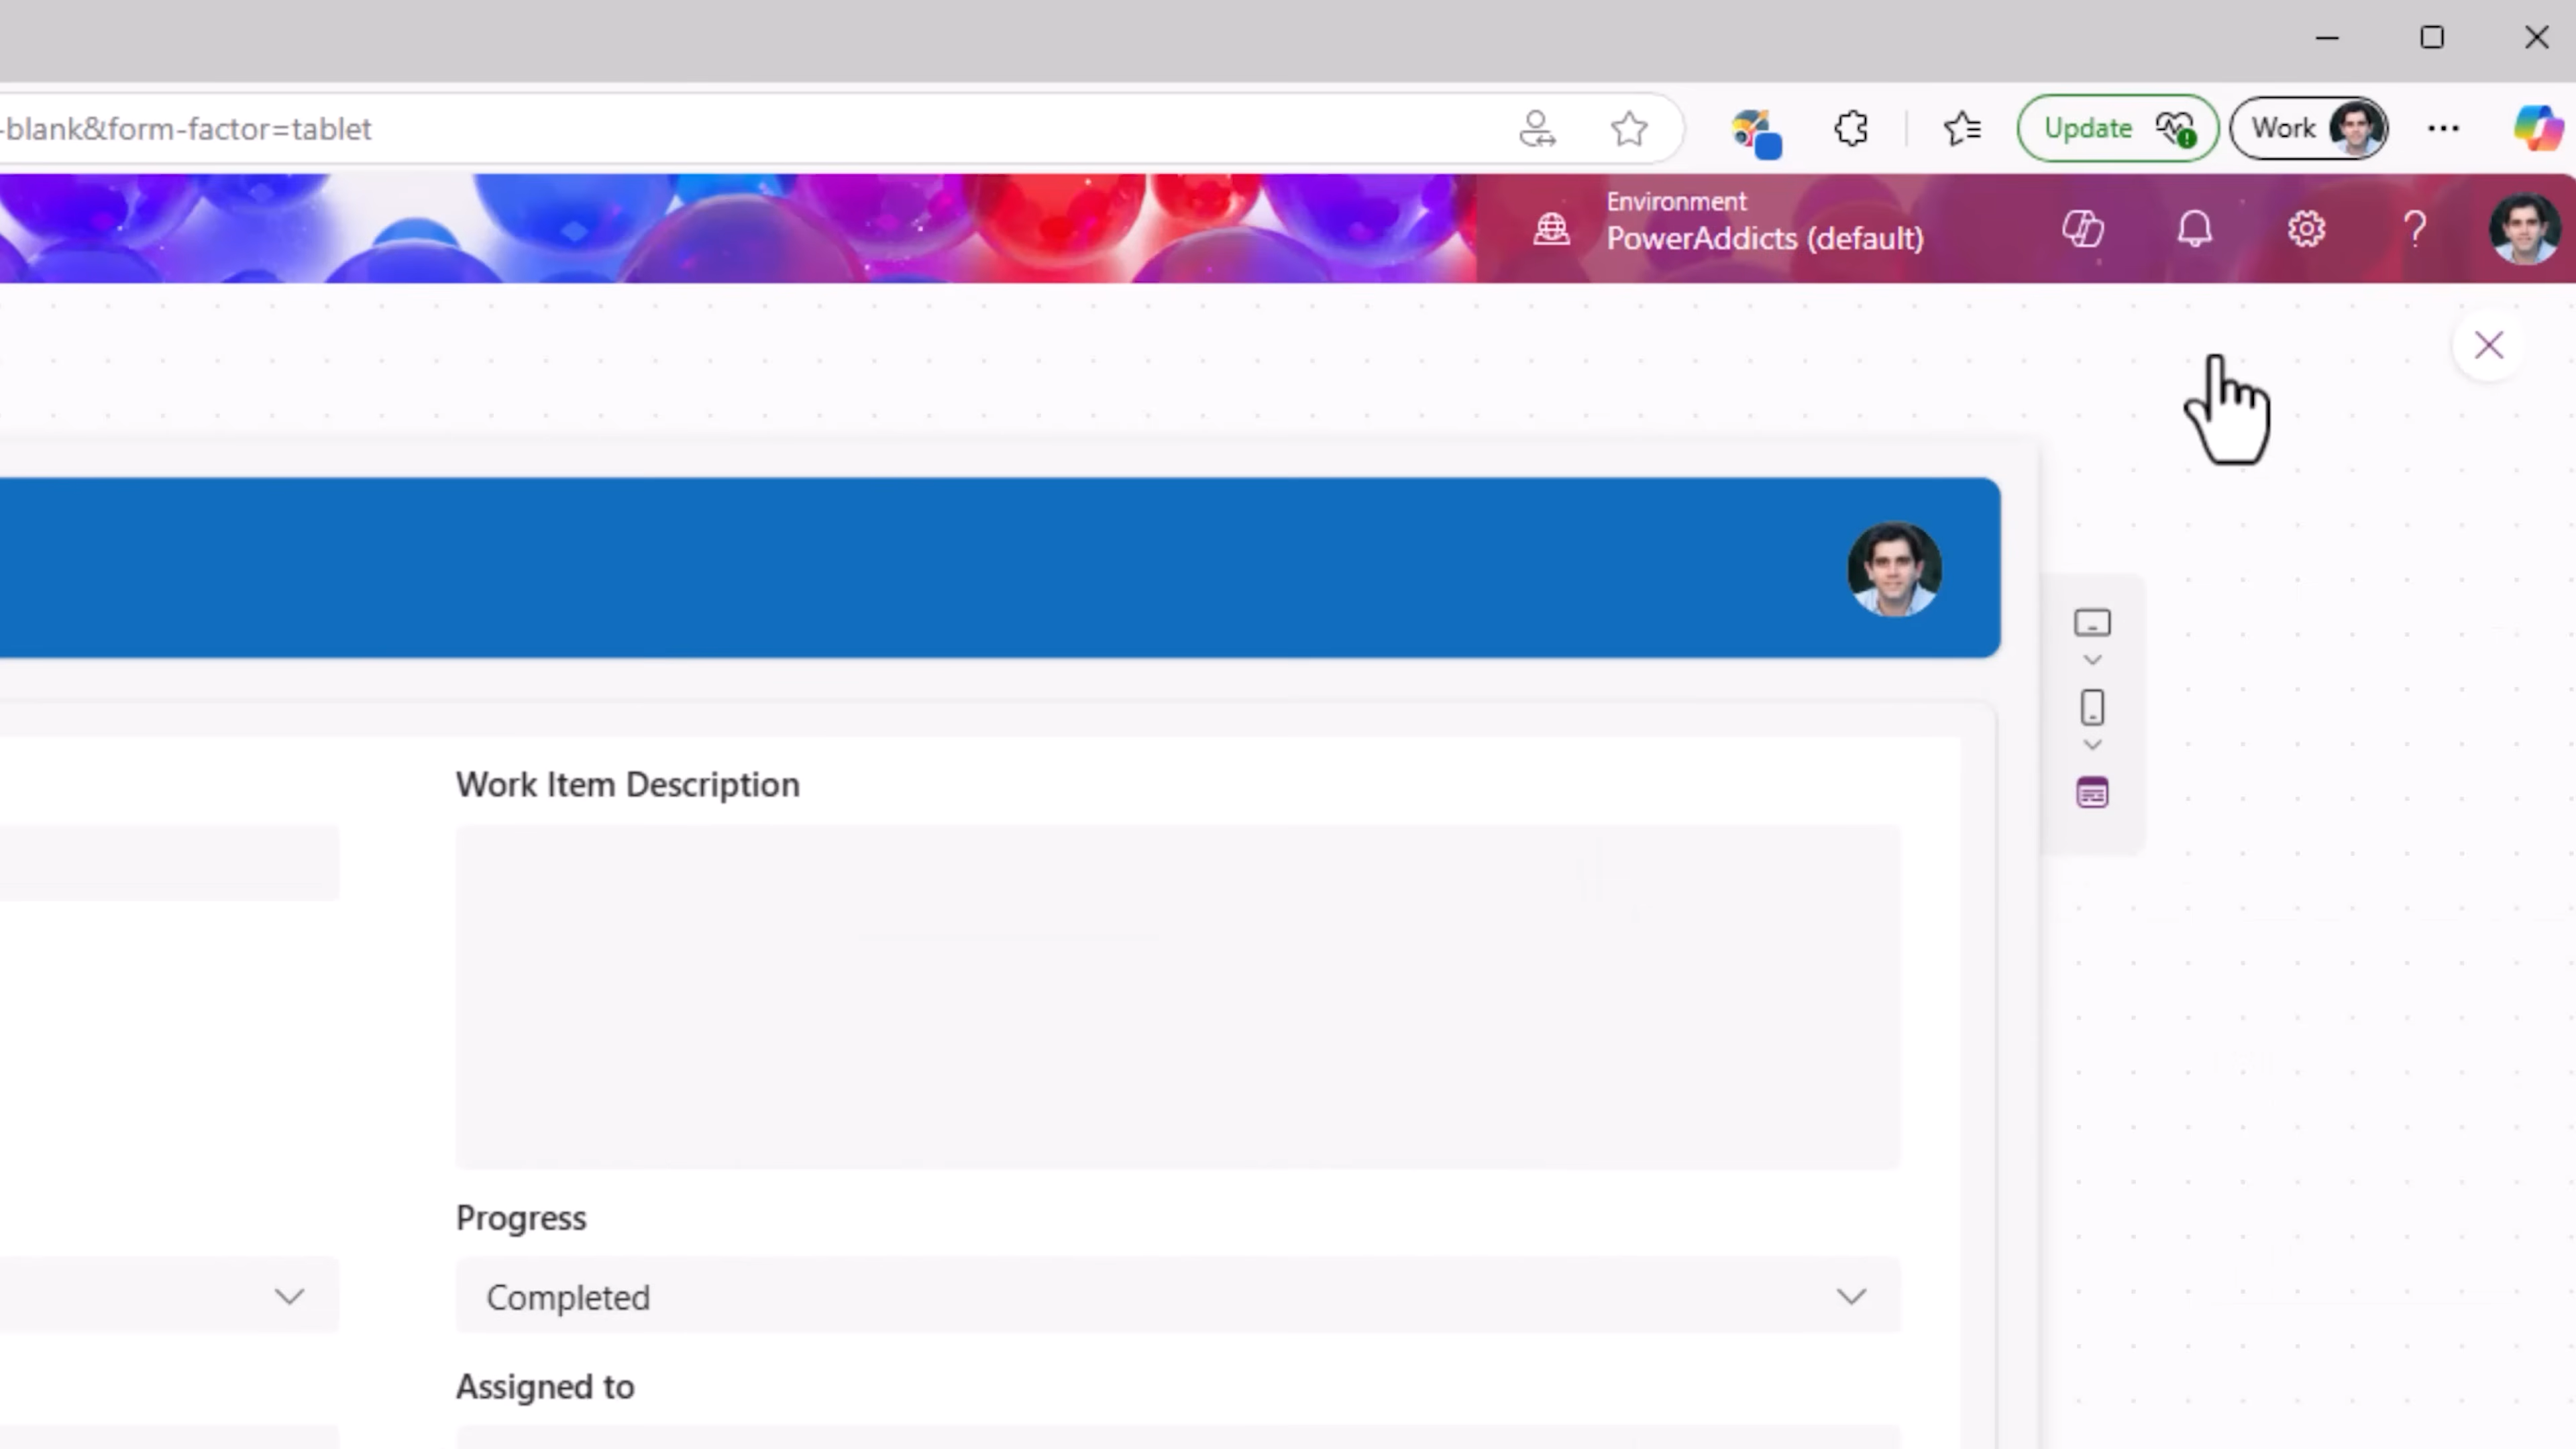 -blank&form-factor=tablet
Update
Work
Environment
PowerAddicts (default)
Work Item Description
Progress
Completed
Assigned to